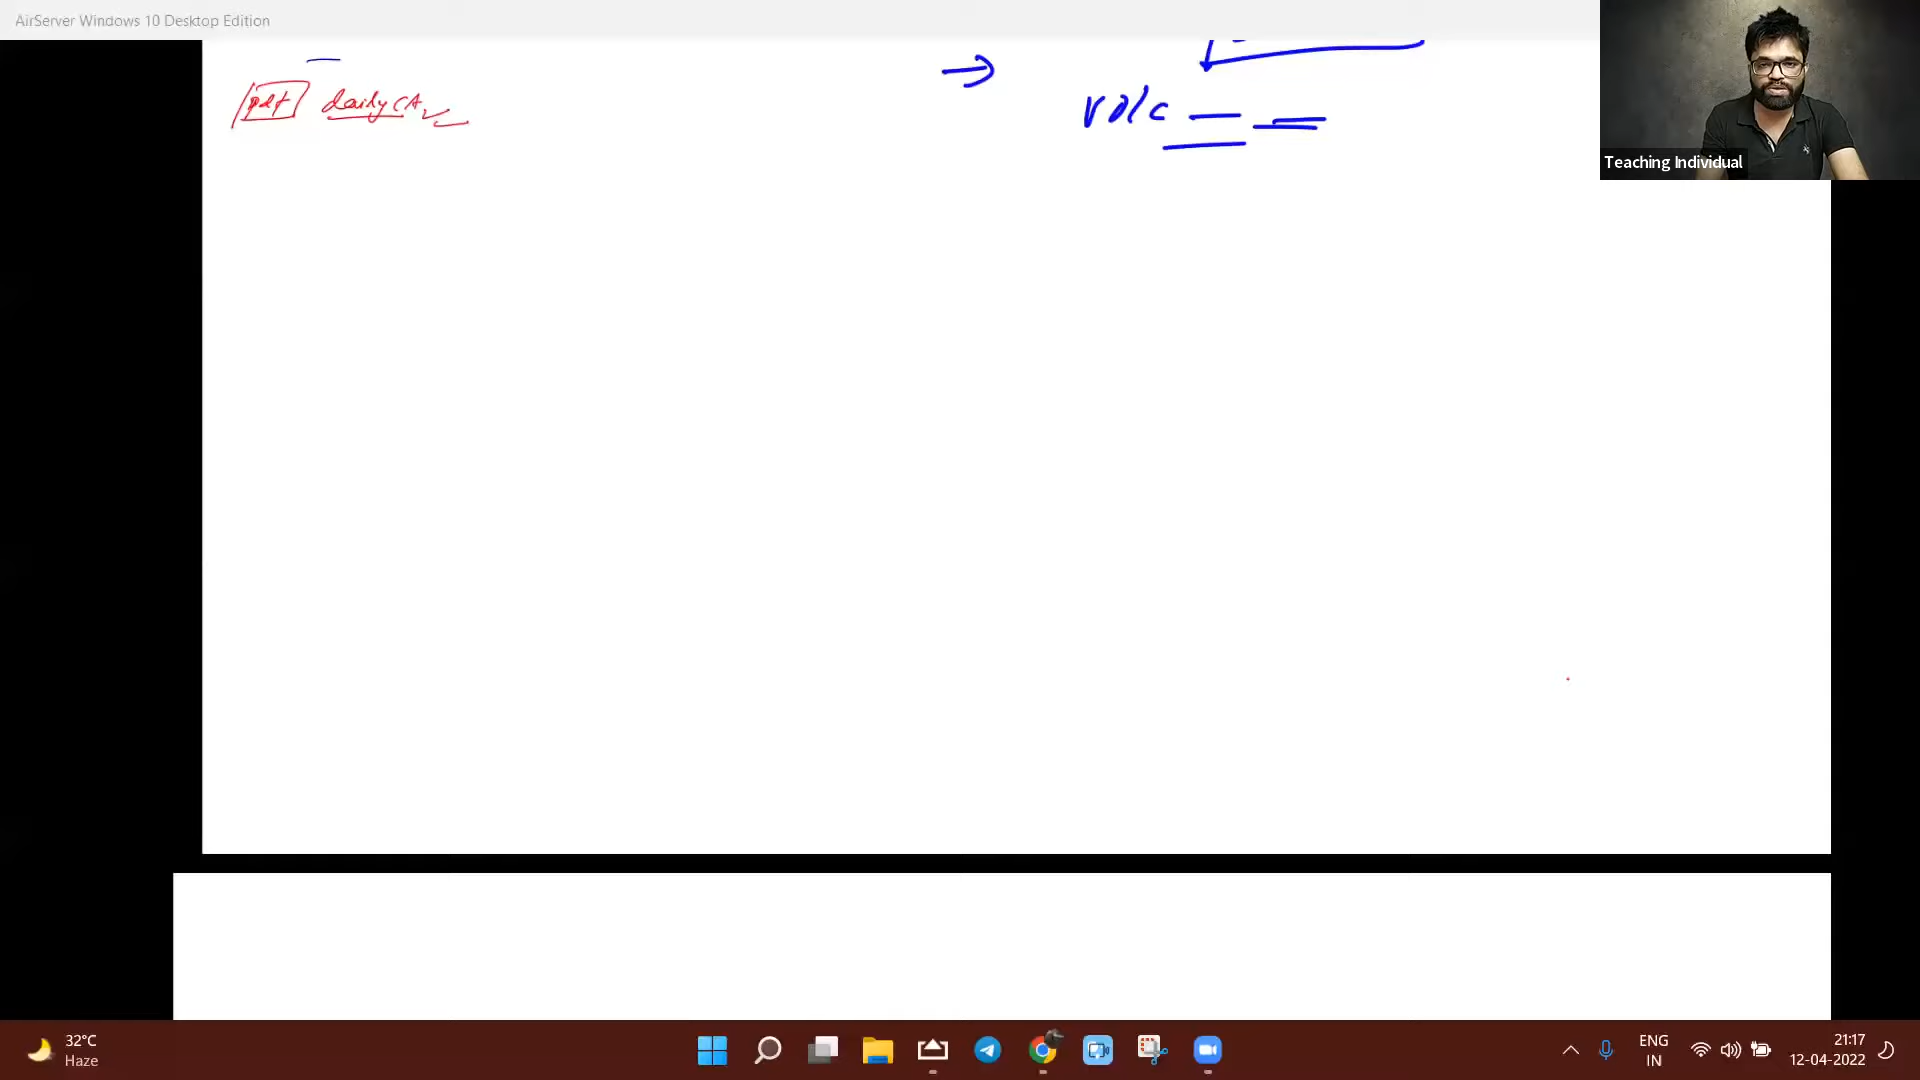 AirServer Windows 10 Desktop Edition
pdf daily CA
Teaching Individual
32°C
Haze
ENG
IN
21:17
12-04-2022